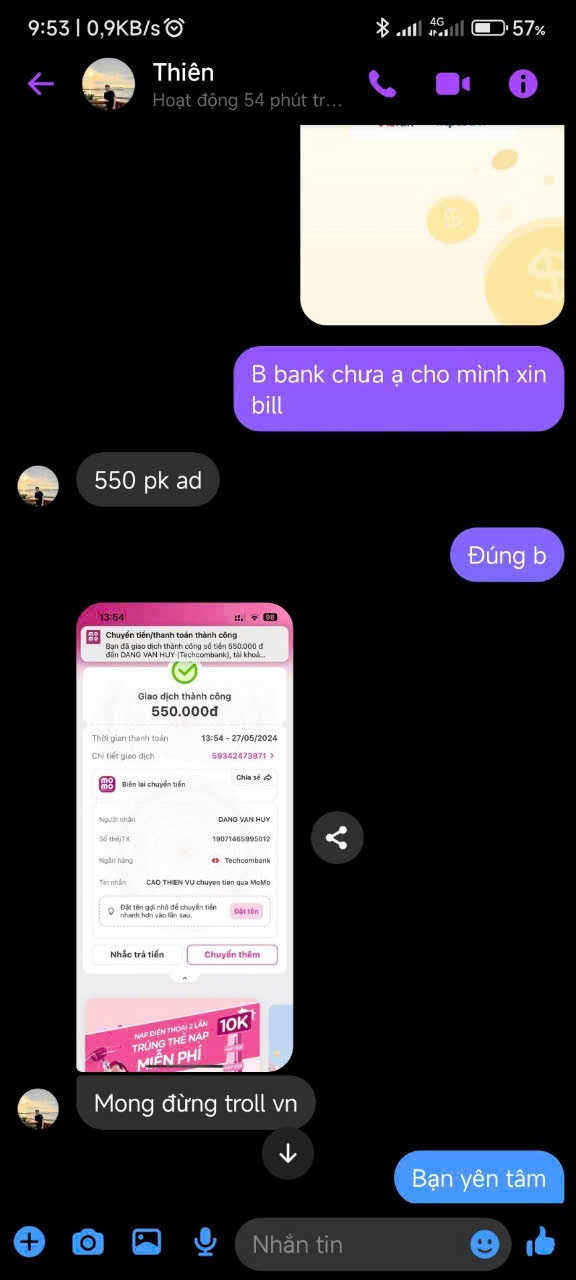 9:53 | 0,9KB/s
4G
57%
Thiên
Hoạt động 54 phút tr...
B bank chưa ạ cho mình xin
bill
550 pk ad
Đúng b
13:54
98
Chuyển tiền/thanh toán thành công
Bạn đã giao dịch thành công số tiền 550.000 đ
đến DANG VAN HUY (Techcombank), tài khoả...
Giao dịch thành công
550.000đ
Thời gian thanh toán 13:54 - 27/05/2024
Chi tiết giao dịch 59342473871 >
mo mo
Biên lai chuyển tiền
Chia sẻ
Người nhận DANG VAN HUY
Số thẻ/TK 19071465995012
Ngân hàng Techcombank
Tin nhắn CAO THIEN VU chuyen tien qua MoMo
Đặt tên gợi nhớ để chuyển tiền
nhanh hơn vào lần sau.
Đặt tên
Nhắc trả tiền
Chuyển thêm
NẠP ĐIỆN THOẠI 2 LẦN
TRÚNG THẺ NẠP
MIỄN PHÍ
10K
Mong đừng troll vn
Bạn yên tâm
Nhắn tin